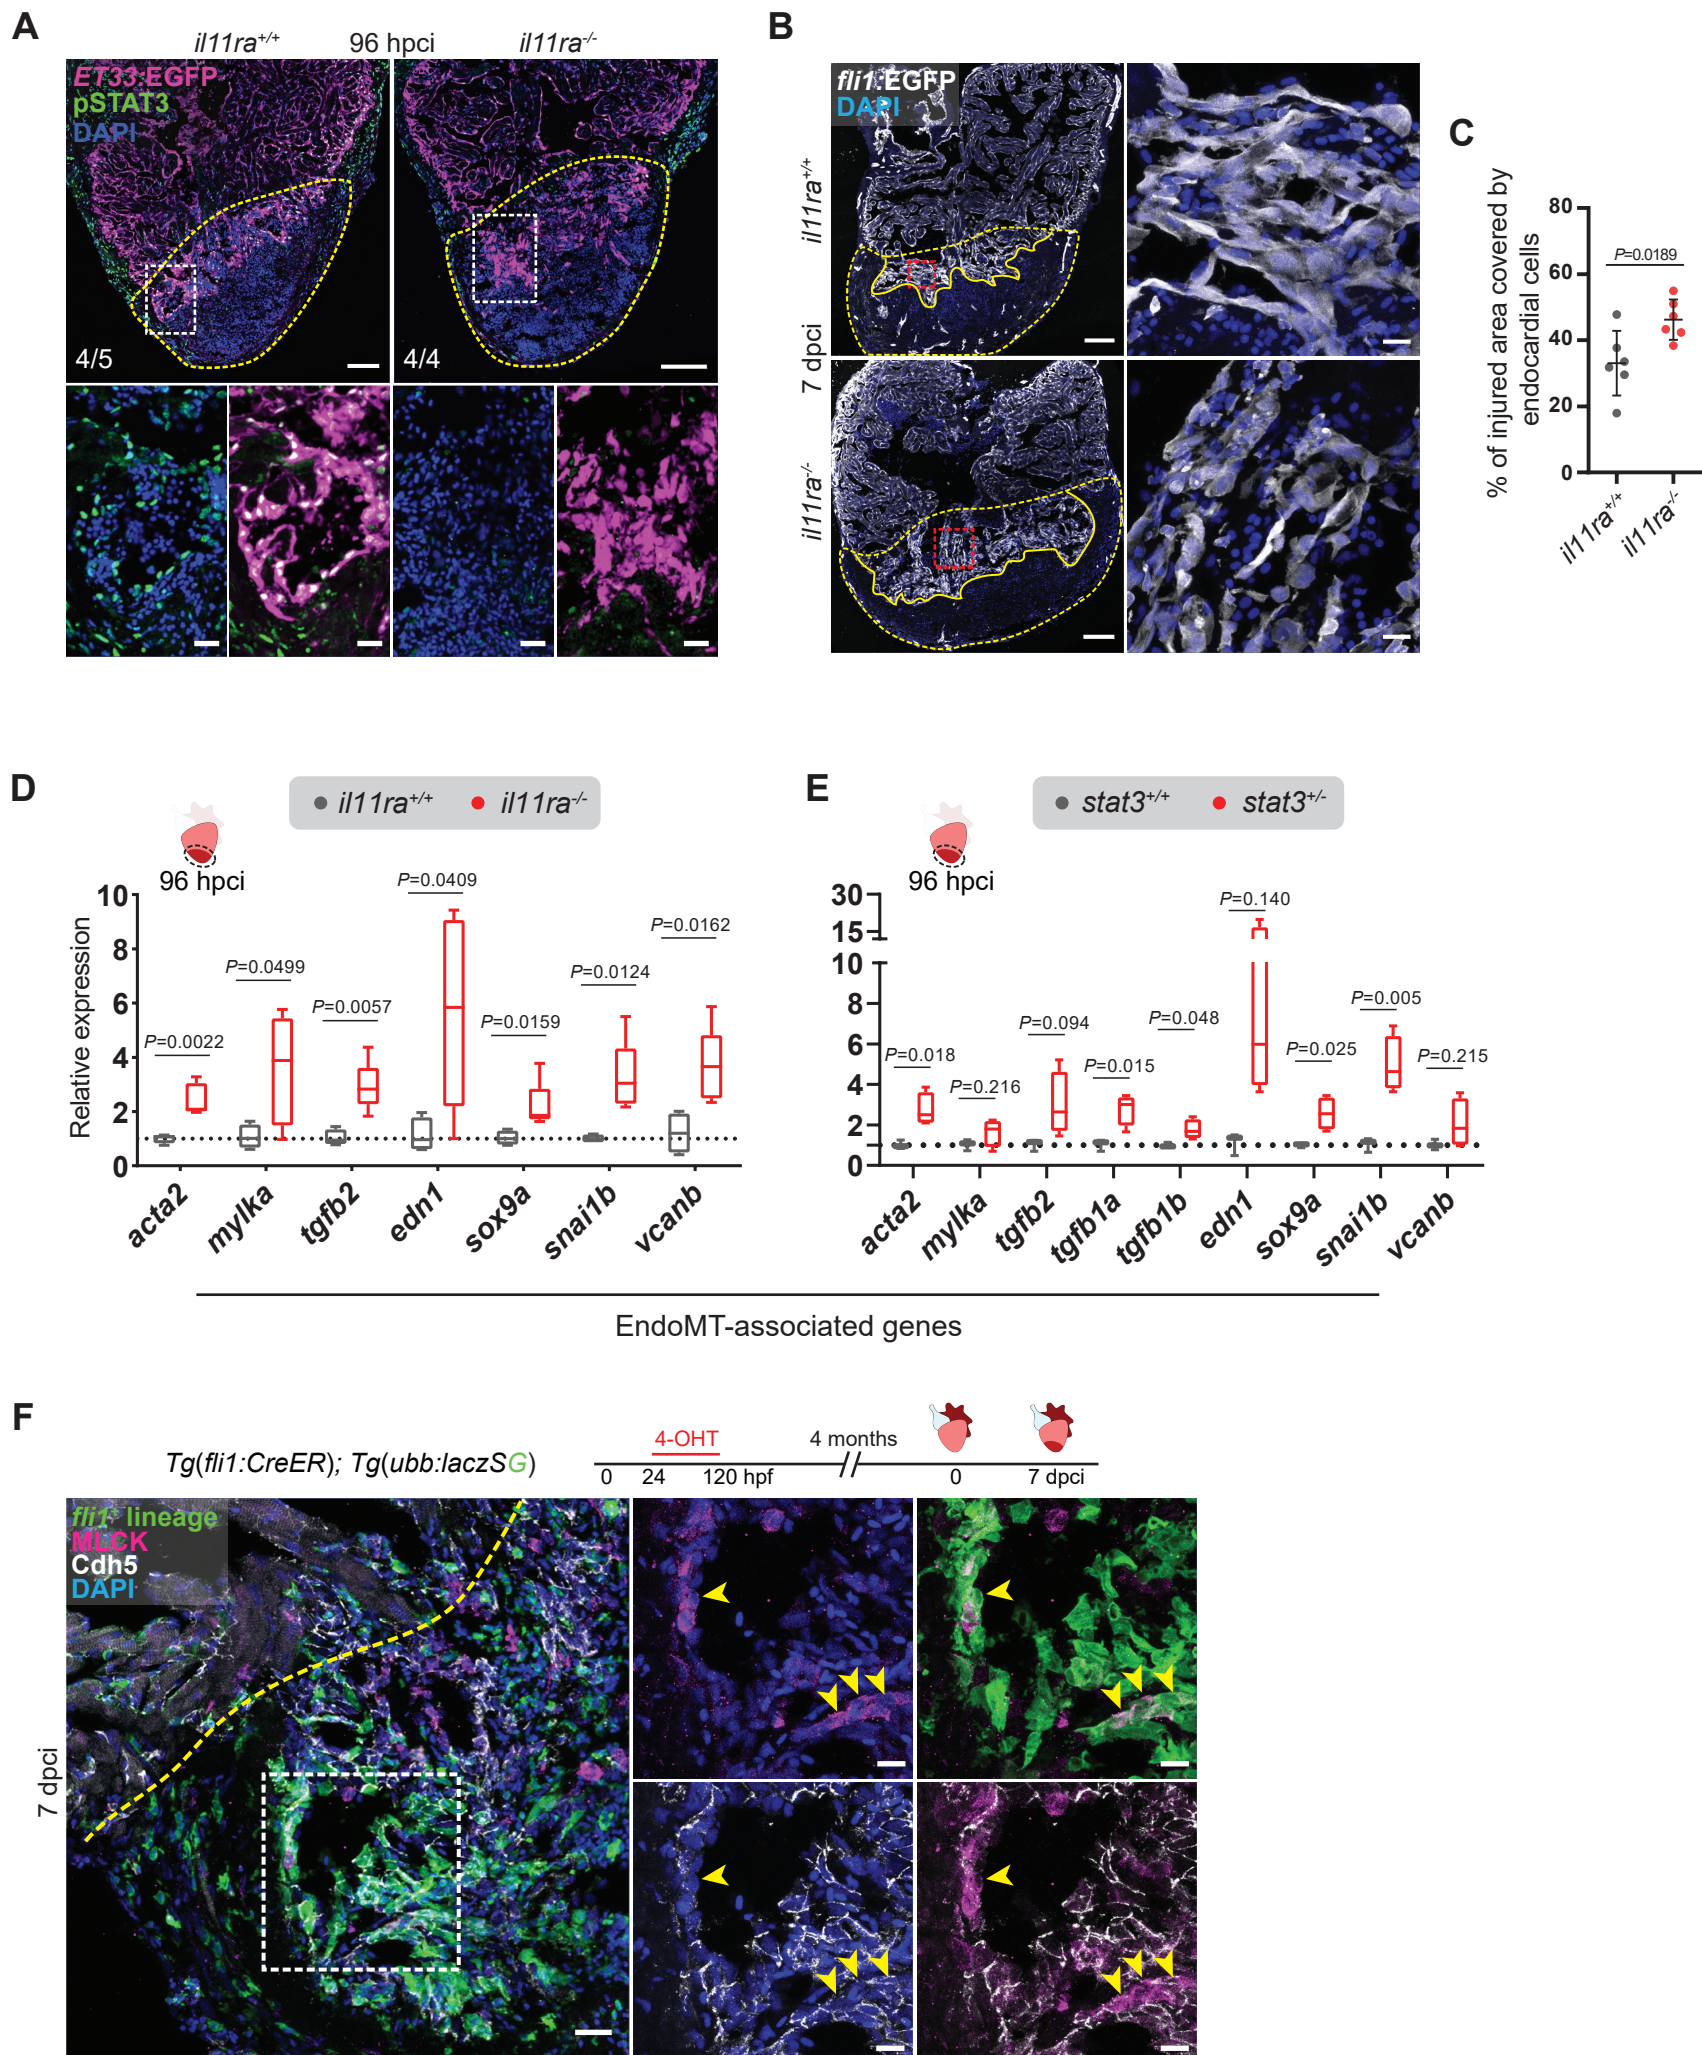 A
il11ra+/+ 96 hpci il11ra-/-
ET33:EGFP
pSTAT3
DAPI
4/5
4/4
B
fli1:EGFP
DAPI
il11ra+/+
7 dpci
il11ra-/-
C
% of injured area covered by
endocardial cells
80
60
40
20
0
P=0.0189
il11ra+/+
il11ra-/-
D
il11ra+/+ il11ra-/-
96 hpci
Relative expression
10
8
6
4
2
0
P=0.0022
P=0.0499
P=0.0057
P=0.0409
P=0.0159
P=0.0124
P=0.0162
acta2 mylka tgfb2 edn1 sox9a snai1b vcanb
E
stat3+/+ stat3+/-
96 hpci
30
15
10
8
6
4
2
0
P=0.018
P=0.216
P=0.094
P=0.015
P=0.048
P=0.140
P=0.025
P=0.005
P=0.215
acta2 mylka tgfb2 tgfb1a tgfb1b edn1 sox9a snai1b vcanb
EndoMT-associated genes
F
Tg(fli1:CreER); Tg(ubb:laczSG)
4-OHT
4 months
0 24 120 hpf 0 7 dpci
fli1+ lineage
MLCK
Cdh5
DAPI
7 dpci